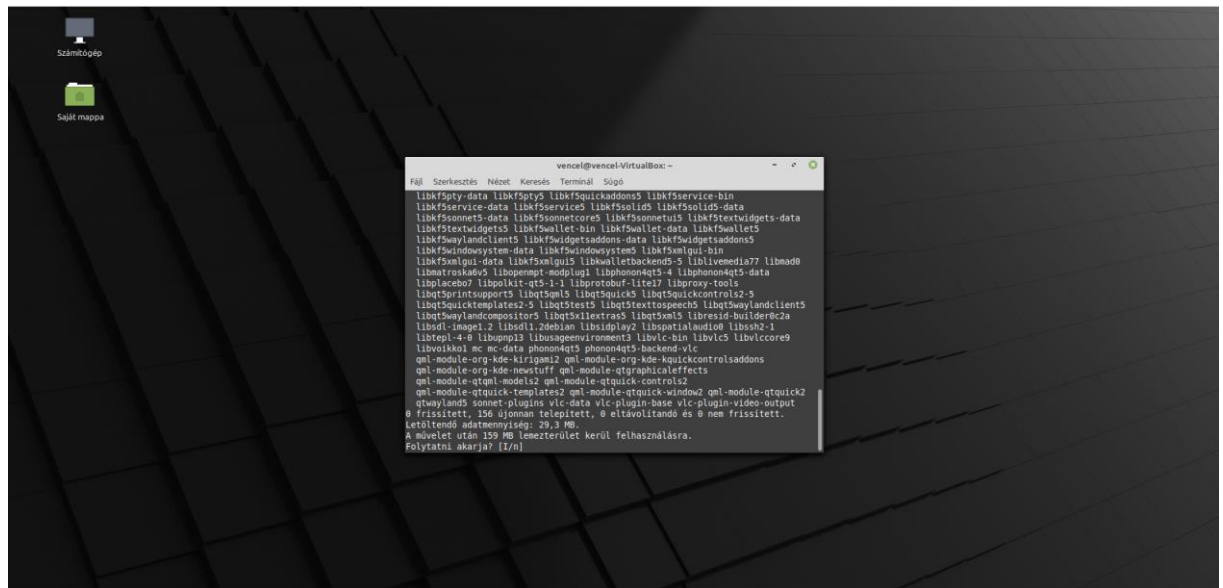 Számítógép
Saját mappa
vencel@vencel-VirtualBox: ~
Fájl Szerkesztés Nézet Keresés Terminál Súgó
libkf5pty-data libkf5pty5 libkf5quickaddons5 libkf5service-bin
libkf5service-data libkf5service5 libkf5solid5 libkf5solid5-data
libkf5sonnet5-data libkf5sonnetcore5 libkf5sonnetui5 libkf5textwidgets-data
libkf5textwidgets5 libkf5wallet-bin libkf5wallet-data libkf5wallet5
libkf5waylandclient5 libkf5widgetsaddons-data libkf5widgetsaddons5
libkf5windowsystem-data libkf5windowsystem5 libkf5xmlgui-bin
libkf5xmlgui-data libkf5xmlgui5 libkwalletbackend5-5 liblivemedia77 libmad0
libmatroska6v5 libopenmpt-modplug1 libphonon4qt5-4 libphonon4qt5-data
libplacebo7 libpolkit-qt5-1-1 libprotobuf-lite17 libproxy-tools
libqt5printsupport5 libqt5qml5 libqt5quick5 libqt5quickcontrols2-5
libqt5quicktemplates2-5 libqt5test5 libqt5texttospeech5 libqt5waylandclient5
libqt5waylandcompositor5 libqt5x11extras5 libqt5xml5 libresid-builder0c2a
libsdl-image1.2 libsdl1.2debian libsidplay2 libspatialaudio0 libssh2-1
libtepl-4-0 libupnp13 libusageenvironment3 libvlc-bin libvlc5 libvlccore9
libvoikko1 mc mc-data phonon4qt5 phonon4qt5-backend-vlc
qml-module-org-kde-kirigami2 qml-module-org-kde-kquickcontrolsaddons
qml-module-org-kde-newstuff qml-module-qtgraphicaleffects
qml-module-qtqml-models2 qml-module-qtquick-controls2
qml-module-qtquick-templates2 qml-module-qtquick-window2 qml-module-qtquick2
qtwayland5 sonnet-plugins vlc-data vlc-plugin-base vlc-plugin-video-output
0 frissített, 156 újonnan telepített, 0 eltávolítandó és 0 nem frissített.
Letöltendő adatmennyiség: 29,3 MB.
A művelet után 159 MB lemezterület kerül felhasználásra.
Folytatni akarja? [I/n]